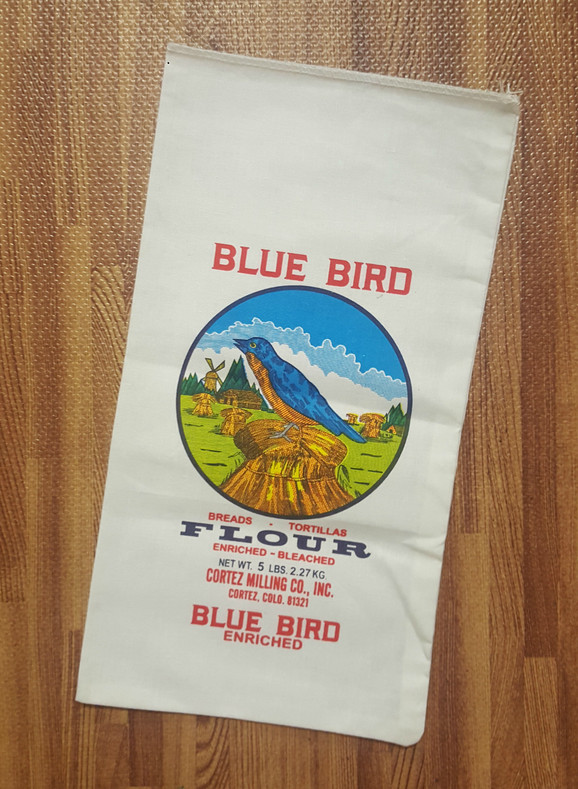 BLUE BIRD
BREADS - TORTILLAS
FLOUR
ENRICHED - BLEACHED
NET WT. 5 LBS. 2.27 KG
CORTEZ MILLING CO., INC.
CORTEZ, COLO. 81321
BLUE BIRD
ENRICHED